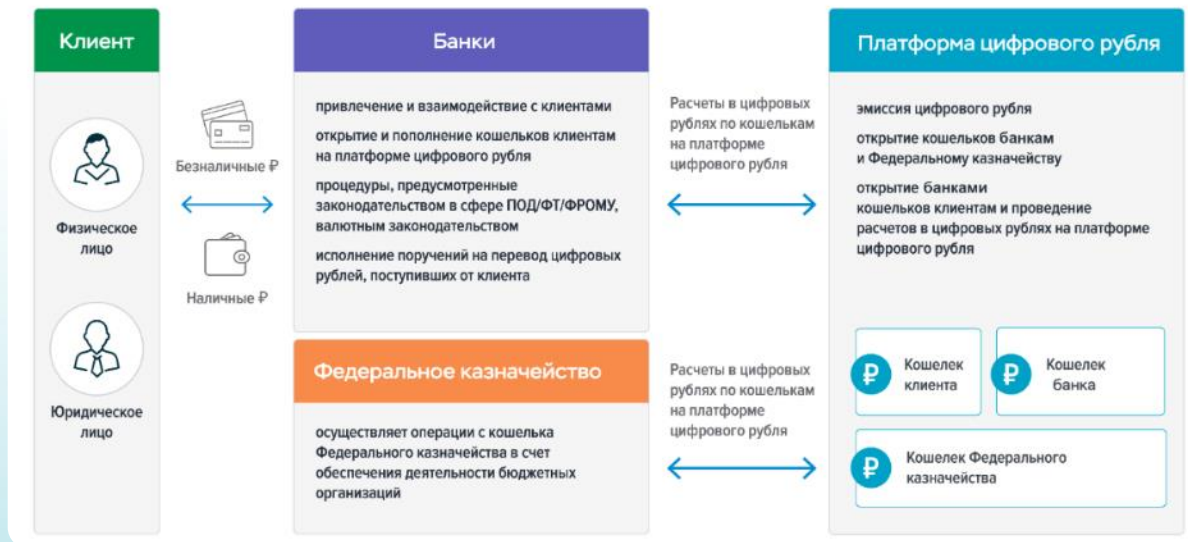 Клиент
Физическое
лицо
Юридическое
лицо
Безналичные ₽
Наличные ₽
Банки
привлечение и взаимодействие с клиентами
открытие и пополнение кошельков клиентам
на платформе цифрового рубля
процедуры, предусмотренные
законодательством в сфере ПОД/ФТ/ФРОМУ,
валютным законодательством
исполнение поручений на перевод цифровых
рублей, поступивших от клиента
Федеральное казначейство
осуществляет операции с кошелька
Федерального казначейства в счет
обеспечения деятельности бюджетных
организаций
Расчеты в цифровых
рублях по кошелькам
на платформе
цифрового рубля
Расчеты в цифровых
рублях по кошелькам
на платформе
цифрового рубля
Платформа цифрового рубля
эмиссия цифрового рубля
открытие кошельков банкам
и Федеральному казначейству
открытие банками
кошельков клиентам и проведение
расчетов в цифровых рублях на платформе
цифрового рубля
₽
Кошелек
клиента
₽
Кошелек
банка
₽
Кошелек Федерального
казначейства